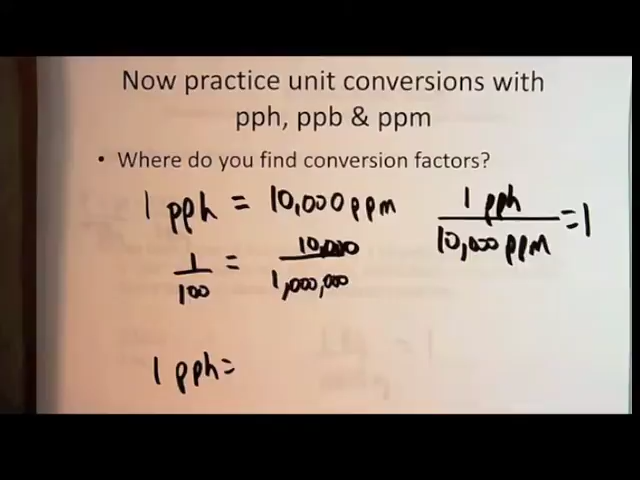 Now practice unit conversions with
pph, ppb & ppm
• Where do you find conversion factors?
1 pph = 10,000 ppm
1/100 = 10,000/1,000,000
1 pph/10,000 ppm = 1
1 pph =